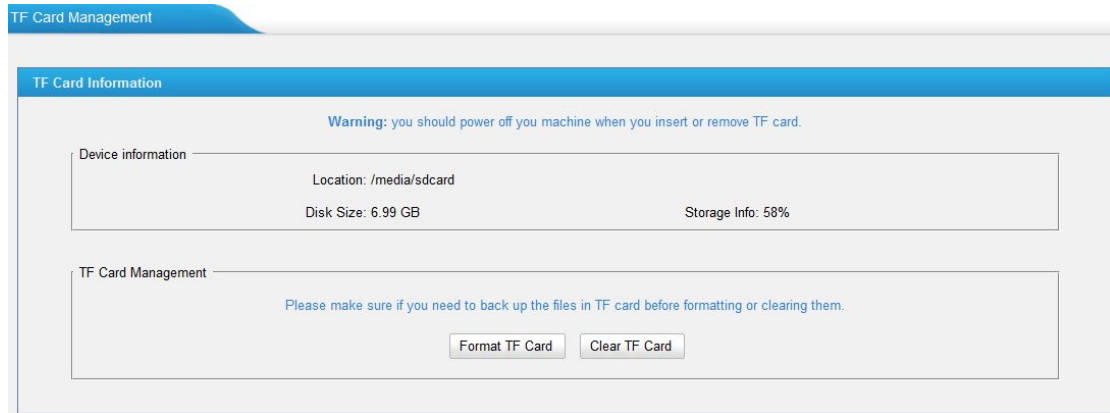 TF Card Management
TF Card Information
Warning: you should power off you machine when you insert or remove TF card.
Device information
Location: /media/sdcard
Disk Size: 6.99 GB Storage Info: 58%
TF Card Management
Please make sure if you need to back up the files in TF card before formatting or clearing them.
Format TF Card Clear TF Card